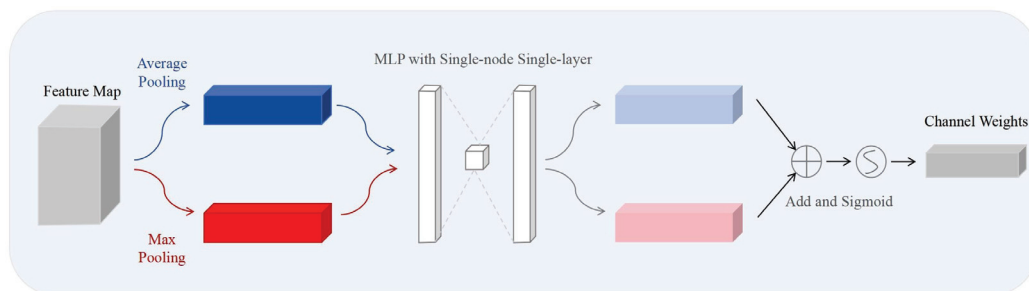 Feature Map
Average
Pooling
Max
Pooling
MLP with Single-node Single-layer
Add and Sigmoid
Channel Weights